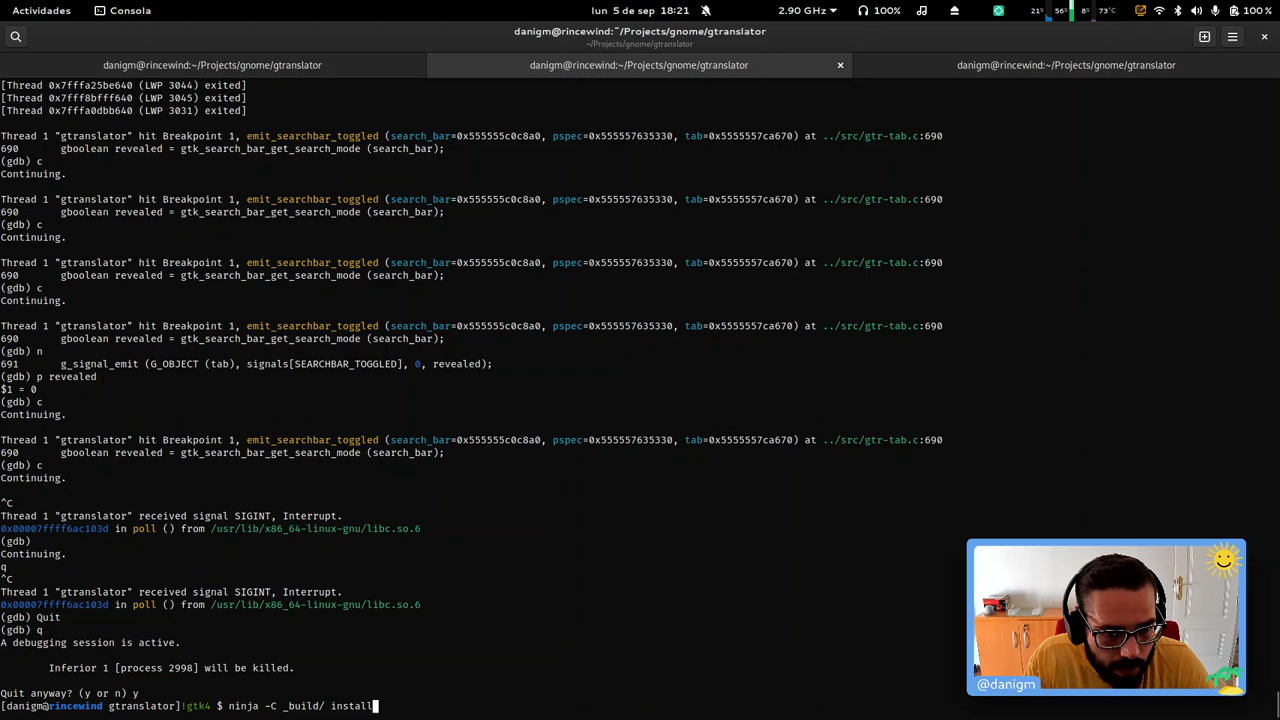 Actividades Consola lun 5 de sep 18:21 2.90 GHz 100% 21% 56% 8% 73°C 100 %
danigm@rincewind:~/Projects/gnome/gtranslator
~/Projects/gnome/gtranslator
danigm@rincewind:~/Projects/gnome/gtranslator danigm@rincewind:~/Projects/gnome/gtranslator danigm@rincewind:~/Projects/gnome/gtranslator
[Thread 0x7fffa25be640 (LWP 3044) exited]
[Thread 0x7fff8bfff640 (LWP 3045) exited]
[Thread 0x7fffa0dbb640 (LWP 3031) exited]
Thread 1 "gtranslator" hit Breakpoint 1, emit_searchbar_toggled (search_bar=0x555555c0c8a0, pspec=0x555557635330, tab=0x5555557ca670) at ../src/gtr-tab.c:690
690 gboolean revealed = gtk_search_bar_get_search_mode (search_bar);
(gdb) c
Continuing.
Thread 1 "gtranslator" hit Breakpoint 1, emit_searchbar_toggled (search_bar=0x555555c0c8a0, pspec=0x555557635330, tab=0x5555557ca670) at ../src/gtr-tab.c:690
690 gboolean revealed = gtk_search_bar_get_search_mode (search_bar);
(gdb) c
Continuing.
Thread 1 "gtranslator" hit Breakpoint 1, emit_searchbar_toggled (search_bar=0x555555c0c8a0, pspec=0x555557635330, tab=0x5555557ca670) at ../src/gtr-tab.c:690
690 gboolean revealed = gtk_search_bar_get_search_mode (search_bar);
(gdb) c
Continuing.
Thread 1 "gtranslator" hit Breakpoint 1, emit_searchbar_toggled (search_bar=0x555555c0c8a0, pspec=0x555557635330, tab=0x5555557ca670) at ../src/gtr-tab.c:690
690 gboolean revealed = gtk_search_bar_get_search_mode (search_bar);
(gdb) n
691 g_signal_emit (G_OBJECT (tab), signals[SEARCHBAR_TOGGLED], 0, revealed);
(gdb) p revealed
$1 = 0
(gdb) c
Continuing.
Thread 1 "gtranslator" hit Breakpoint 1, emit_searchbar_toggled (search_bar=0x555555c0c8a0, pspec=0x555557635330, tab=0x5555557ca670) at ../src/gtr-tab.c:690
690 gboolean revealed = gtk_search_bar_get_search_mode (search_bar);
(gdb) c
Continuing.
^C
Thread 1 "gtranslator" received signal SIGINT, Interrupt.
0x00007ffff6ac103d in poll () from /usr/lib/x86_64-linux-gnu/libc.so.6
(gdb)
Continuing.
q
^C
Thread 1 "gtranslator" received signal SIGINT, Interrupt.
0x00007ffff6ac103d in poll () from /usr/lib/x86_64-linux-gnu/libc.so.6
(gdb) Quit
(gdb) q
A debugging session is active.
Inferior 1 [process 2998] will be killed.
Quit anyway? (y or n) y
[danigm@rincewind gtranslator]!gtk4 $ ninja -C _build/ install
@danigm